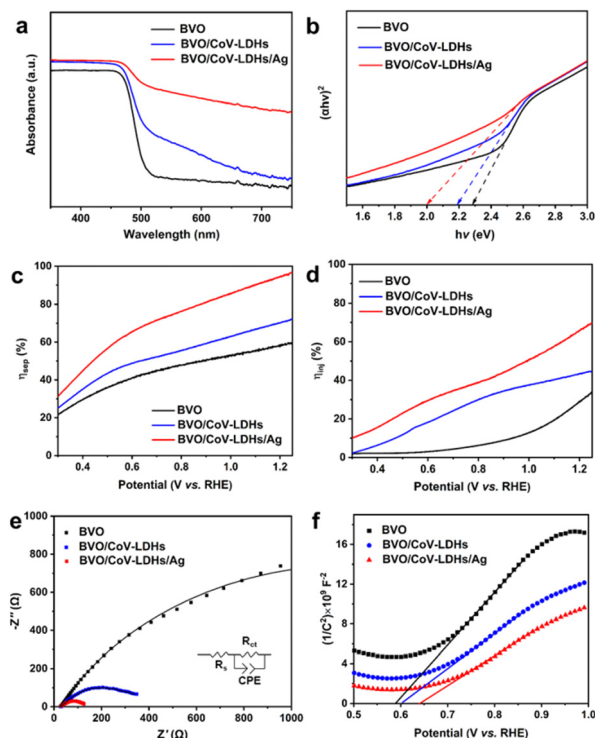 a
BVO
BVO/CoV-LDHs
BVO/CoV-LDHs/Ag
Absorbance (a.u.)
400
500
600
700
Wavelength (nm)
b
BVO
BVO/CoV-LDHs
BVO/CoV-LDHs/Ag
(αhν)²
1.6
1.8
2.0
2.2
2.4
2.6
2.8
3.0
hν (eV)
c
100
80
60
40
20
0
ηsep (%)
BVO
BVO/CoV-LDHs
BVO/CoV-LDHs/Ag
0.4
0.6
0.8
1.0
1.2
Potential (V vs. RHE)
d
100
80
60
40
20
0
ηinj (%)
BVO
BVO/CoV-LDHs
BVO/CoV-LDHs/Ag
0.4
0.6
0.8
1.0
1.2
Potential (V vs. RHE)
e
1000
800
600
400
200
0
-Z'' (Ω)
BVO
BVO/CoV-LDHs
BVO/CoV-LDHs/Ag
Rs
Rct
CPE
0
200
400
600
800
1000
Z' (Ω)
f
16
12
8
4
0
(1/C²)×10⁹ F⁻²
BVO
BVO/CoV-LDHs
BVO/CoV-LDHs/Ag
0.5
0.6
0.7
0.8
0.9
1.0
Potential (V vs. RHE)